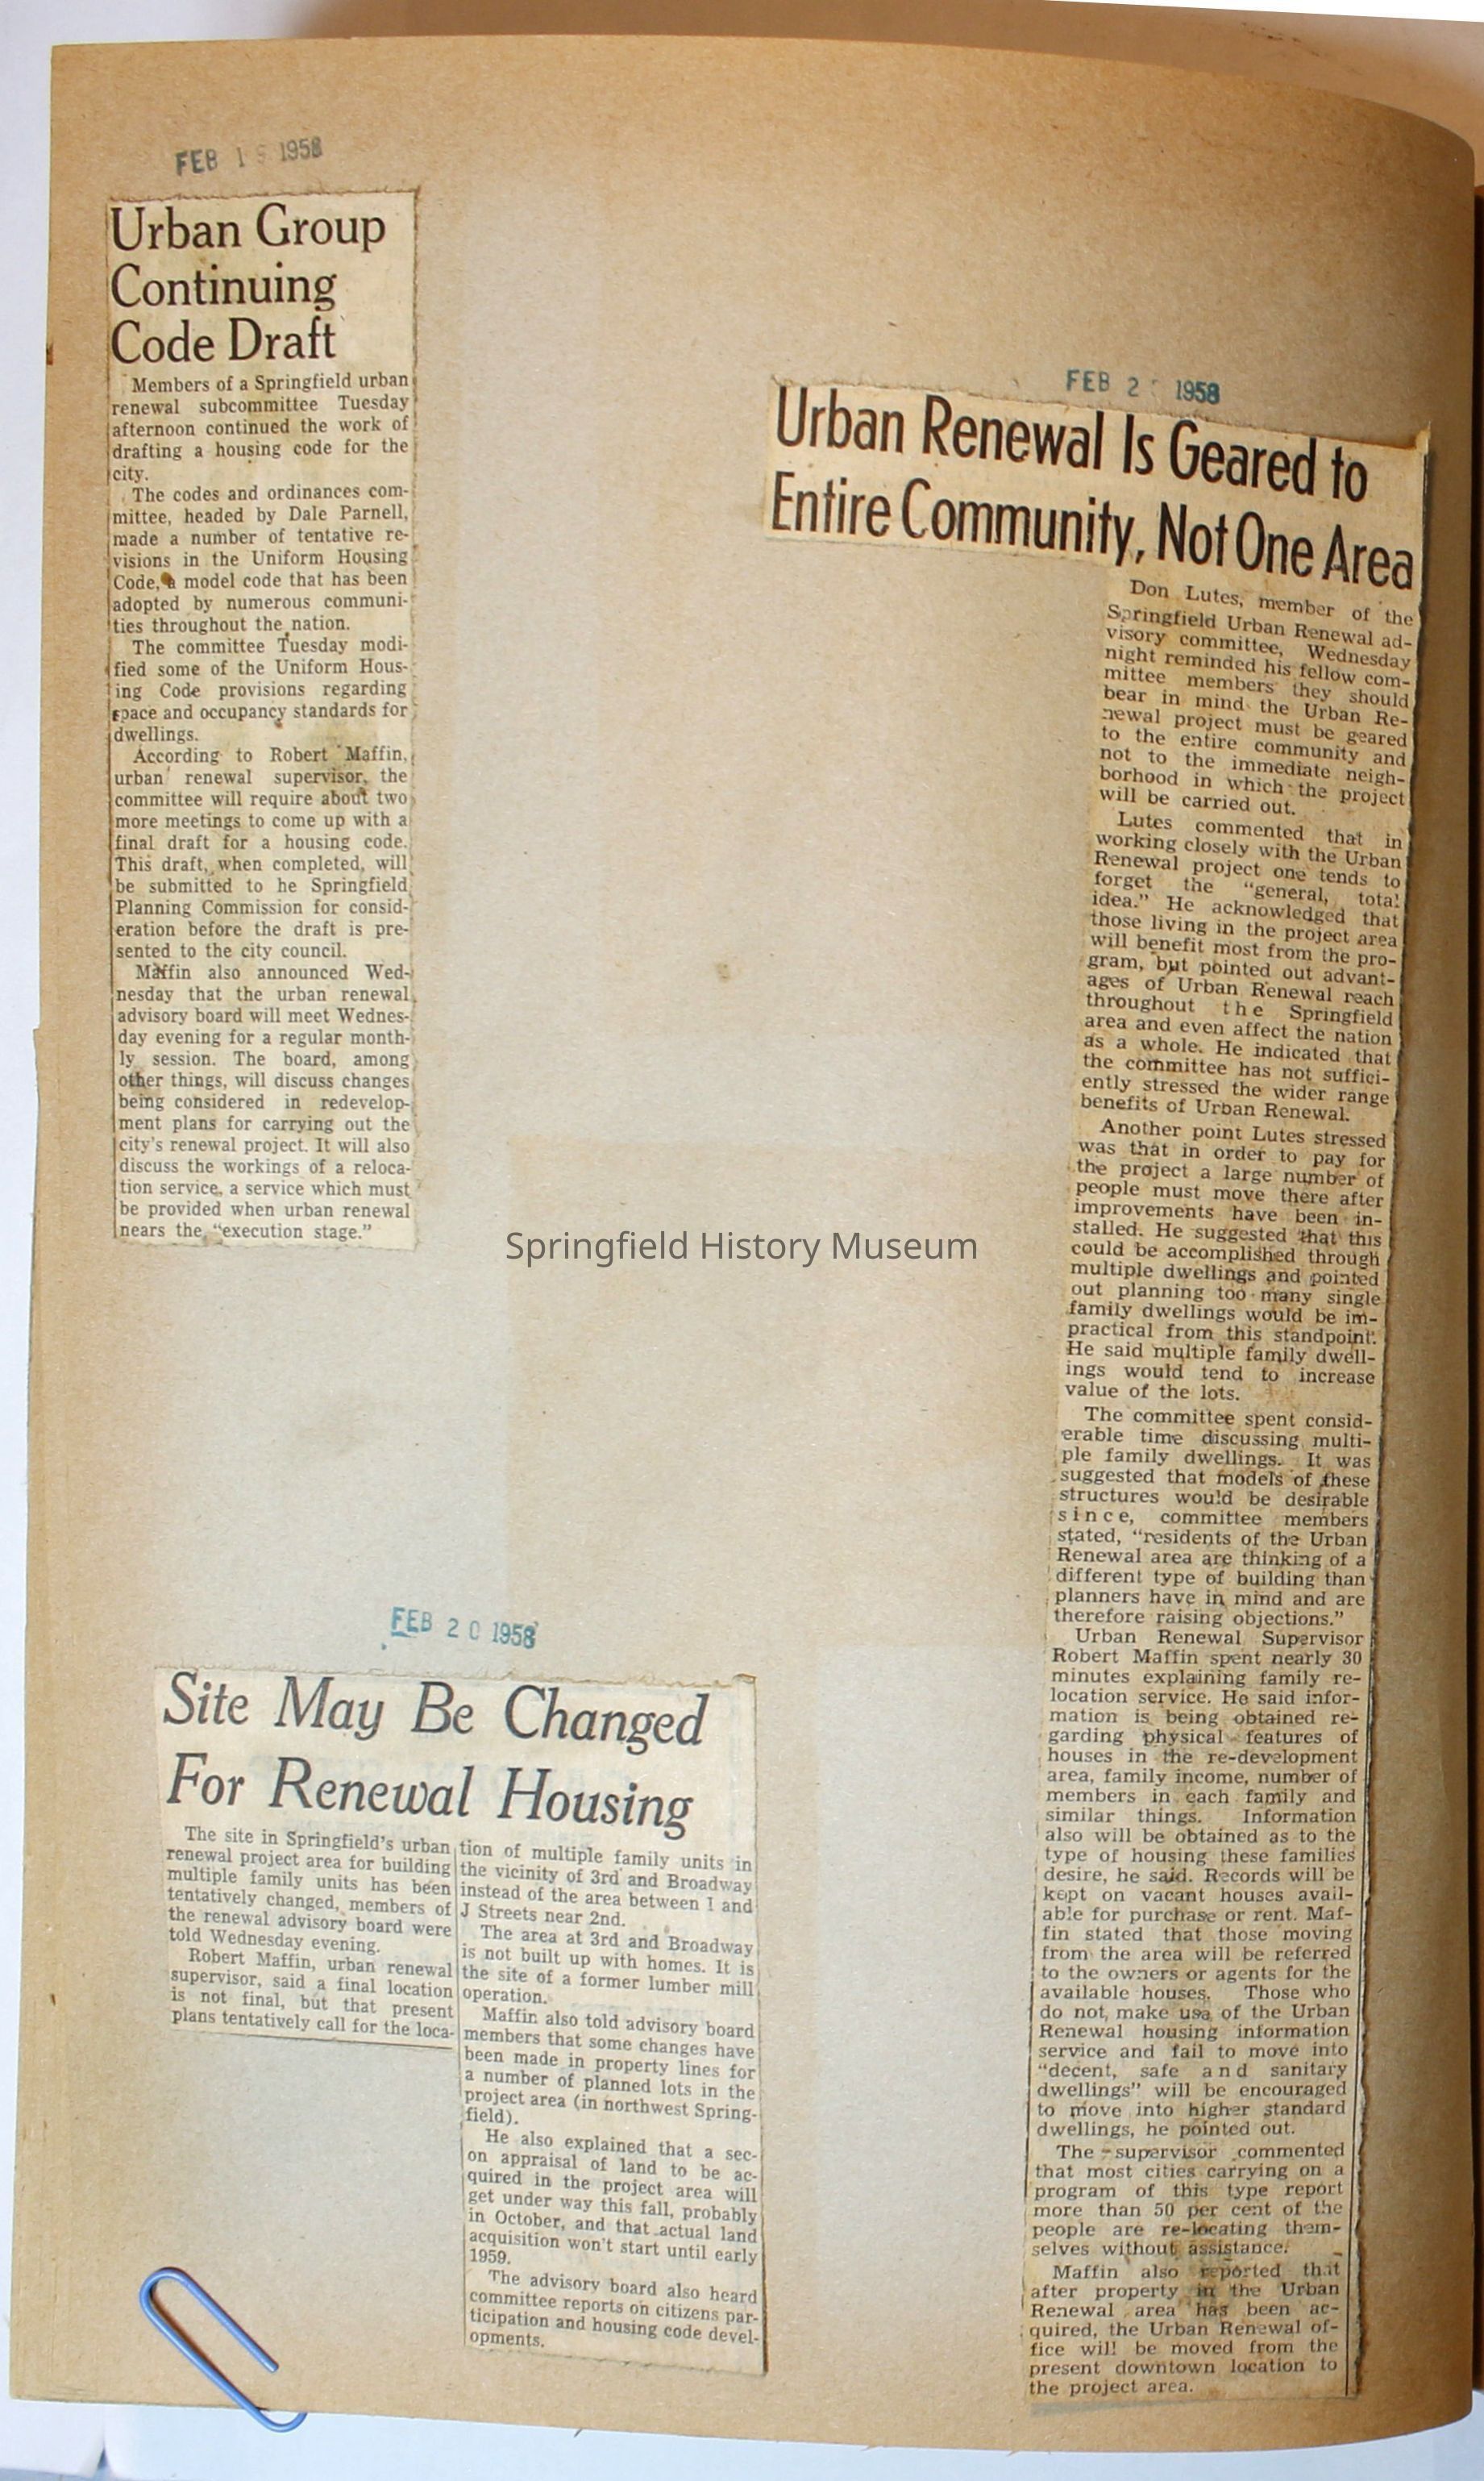 FEB 1 1958
Urban Group
Continuing
Code Draft
Members of a Springfield urban
renewal subcommittee Tuesday
afternoon continued the work of
drafting a housing code for the
city.
The codes and ordinances com-
mittee, headed by Dale Parnell,
made a number of tentative re-
visions in the Uniform Housing
Code, a model code that has been
adopted by numerous communi-
ties throughout the nation.
The committee Tuesday modi-
fied some of the Uniform Hous-
ing Code provisions regarding
space and occupancy standards for
dwellings.
According to Robert Maffin,
urban renewal supervisor, the
committee will require about two
more meetings to come up with a
final draft for a housing code.
This draft, when completed, will
be submitted to he Springfield
Planning Commission for consid-
eration before the draft is pre-
sented to the city council.
Maffin also announced Wed-
nesday that the urban renewal
advisory board will meet Wednes-
day evening for a regular month-
ly session. The board, among
other things, will discuss changes
being considered in redevelop-
ment plans for carrying out the
city's renewal project. It will also
discuss the workings of a reloca-
tion service, a service which must
be provided when urban renewal
nears the "execution stage."
FEB 20 1958
Site May Be Changed
For Renewal Housing
The site in Springfield's urban
renewal project area for building
multiple family units has been
tentatively changed, members of
the renewal advisory board were
told Wednesday evening.
Robert Maffin, urban renewal
supervisor, said a final location
is not final, but that present
plans tentatively call for the loca-
tion of multiple family units in
the vicinity of 3rd and Broadway
instead of the area between I and
J Streets near 2nd.
The area at 3rd and Broadway
is not built up with homes. It is
the site of a former lumber mill
operation.
Maffin also told advisory board
members that some changes have
been made in property lines for
a number of planned lots in the
project area (in northwest Spring-
field).
He also explained that a sec-
on appraisal of land to be ac-
quired in the project area will
get under way this fall, probably
in October, and that actual land
acquisition won't start until early
1959.
The advisory board also heard
committee reports on citizens par-
ticipation and housing code devel-
opments.
FEB 2 1958
Urban Renewal Is Geared to
Entire Community, Not One Area
Don Lutes, member of the
Springfield Urban Renewal ad-
visory committee, Wednesday
night reminded his fellow com-
mittee members they should
bear in mind the Urban Re-
newal project must be geared
to the entire community and
not to the immediate neigh-
borhood in which the project
will be carried out.
Lutes commented that in
working closely with the Urban
Renewal project one tends to
forget the "general, total
idea." He acknowledged that
those living in the project area
will benefit most from the pro-
gram, but pointed out advant-
ages of Urban Renewal reach
throughout the Springfield
area and even affect the nation
as a whole. He indicated that
the committee has not suffici-
ently stressed the wider range
benefits of Urban Renewal.
Another point Lutes stressed
was that in order to pay for
the project a large number of
people must move there after
improvements have been in-
stalled. He suggested that this
could be accomplished through
multiple dwellings and pointed
out planning too many single
family dwellings would be im-
practical from this standpoint.
He said multiple family dwell-
ings would tend to increase
value of the lots.
The committee spent consid-
erable time discussing multi-
ple family dwellings. It was
suggested that models of these
structures would be desirable
since, committee members
stated, "residents of the Urban
Renewal area are thinking of a
different type of building than
planners have in mind and are
therefore raising objections."
Urban Renewal Supervisor
Robert Maffin spent nearly 30
minutes explaining family re-
location service. He said infor-
mation is being obtained re-
garding physical features of
houses in the re-development
area, family income, number of
members in each family and
similar things. Information
also will be obtained as to the
type of housing these families
desire, he said. Records will be
kept on vacant houses avail-
able for purchase or rent. Maf-
fin stated that those moving
from the area will be referred
to the owners or agents for the
available houses. Those who
do not make use of the Urban
Renewal housing information
service and fail to move into
"decent, safe and sanitary
dwellings" will be encouraged
to move into higher standard
dwellings, he pointed out.
The supervisor commented
that most cities carrying on a
program of this type report
more than 50 per cent of the
people are re-locating them-
selves without assistance.
Maffin also reported that
after property in the Urban
Renewal area has been ac-
quired, the Urban Renewal of-
fice will be moved from the
present downtown location to
the project area.
Springfield History Museum